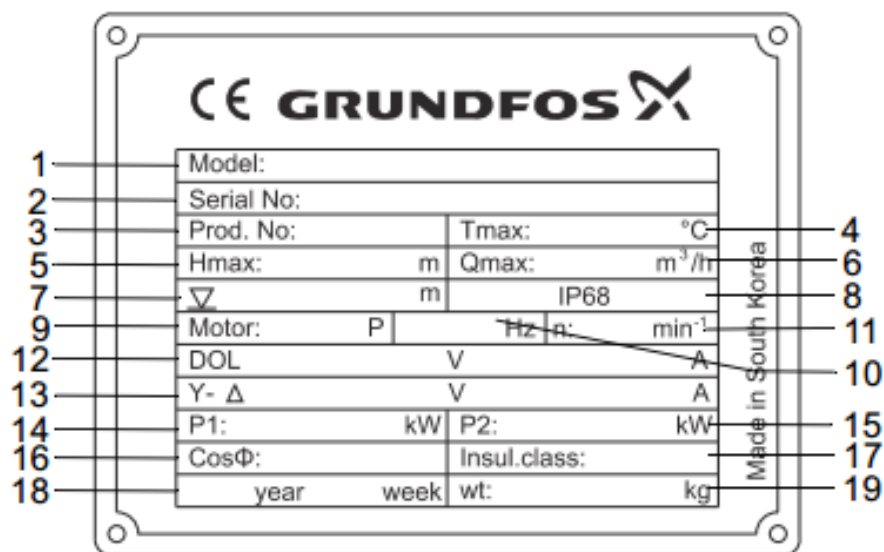 CE GRUNDFOS
1 Model:
2 Serial No:
3 Prod. No: Tmax: °C 4
5 Hmax: m Qmax: m³/h 6
7 m IP68 8
9 Motor: P Hz n: min⁻¹ 11
10
12 DOL V A
13 Y- Δ V A
14 P1: kW P2: kW 15
16 CosΦ: Insul.class: 17
18 year week wt: kg 19
Made in South Korea